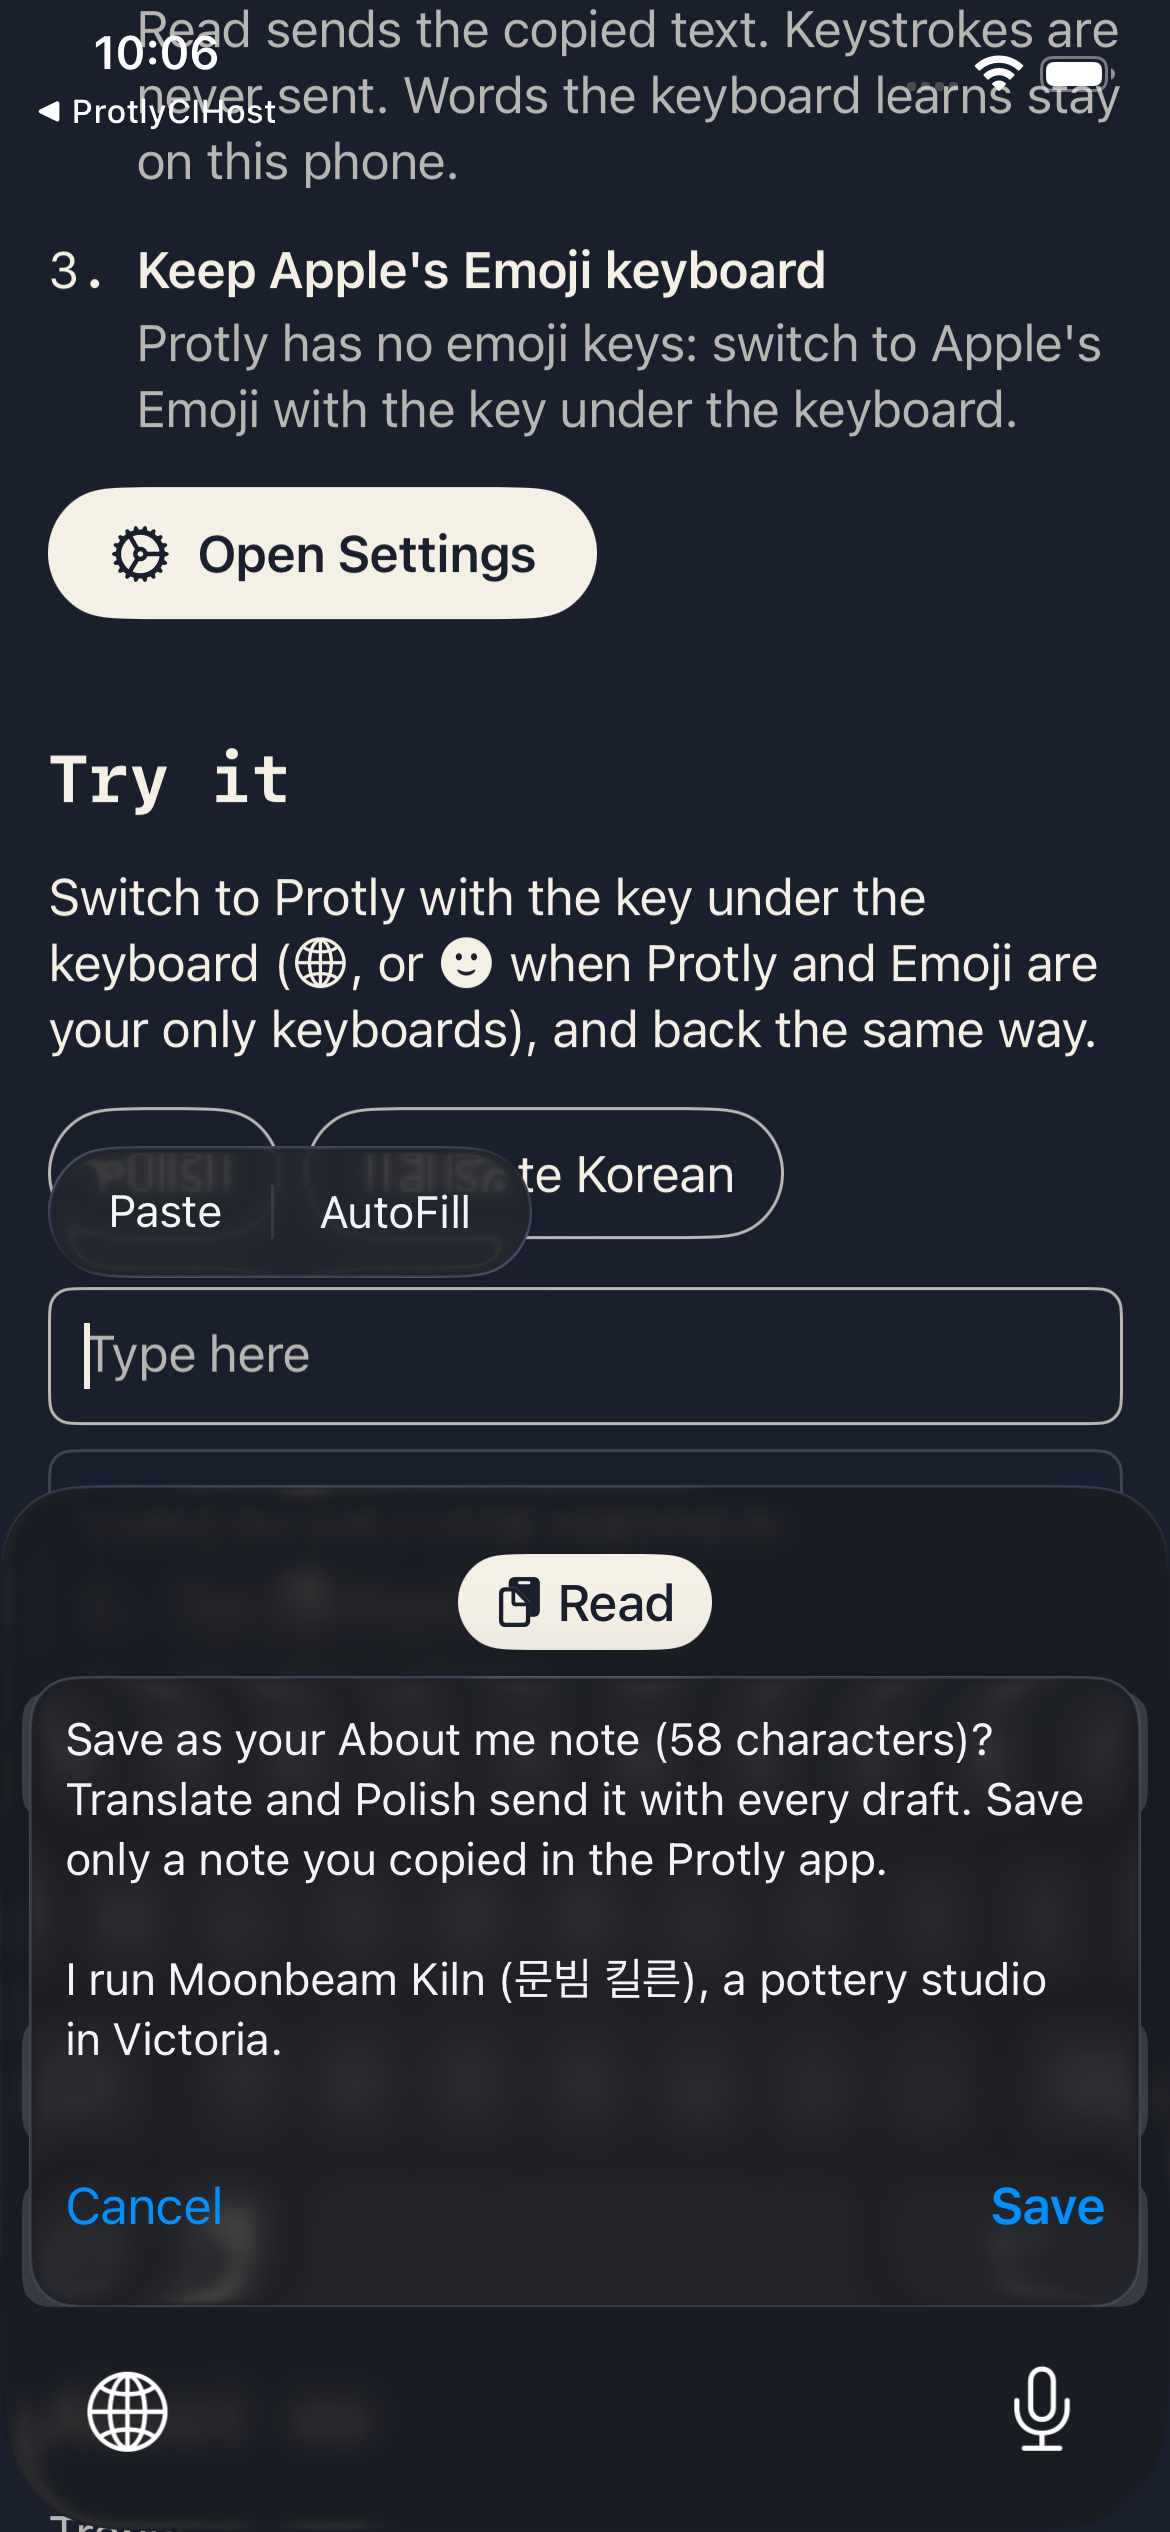 Read sends the copied text. Keystrokes are
10:06
never sent. Words the keyboard learns stay
ProtlyCIHost
on this phone.
3. Keep Apple's Emoji keyboard
Protly has no emoji keys: switch to Apple's
Emoji with the key under the keyboard.
Open Settings
Try it
Switch to Protly with the key under the
keyboard (🌐, or 🙂 when Protly and Emoji are
your only keyboards), and back the same way.
te Korean
Paste AutoFill
Type here
Read
Save as your About me note (58 characters)?
Translate and Polish send it with every draft. Save
only a note you copied in the Protly app.
I run Moonbeam Kiln (문빔 킬른), a pottery studio
in Victoria.
Cancel Save